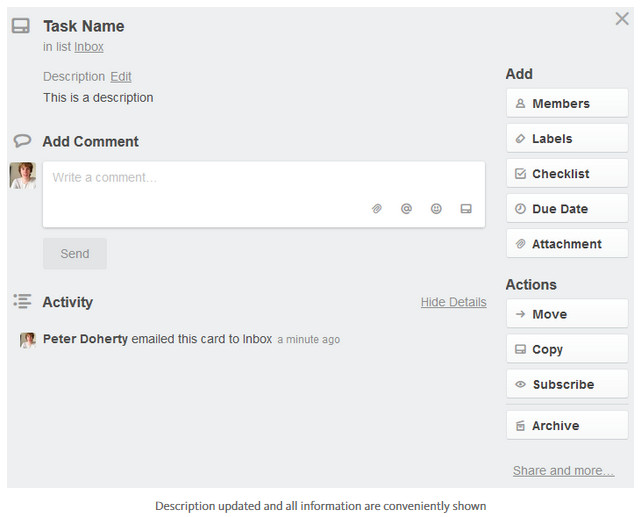 Task Name
in list Inbox
Description Edit
This is a description
Add Comment
Write a comment...
Send
Activity
Hide Details
Peter Doherty emailed this card to Inbox a minute ago
Add
Members
Labels
Checklist
Due Date
Attachment
Actions
Move
Copy
Subscribe
Archive
Share and more...
Description updated and all information are conveniently shown